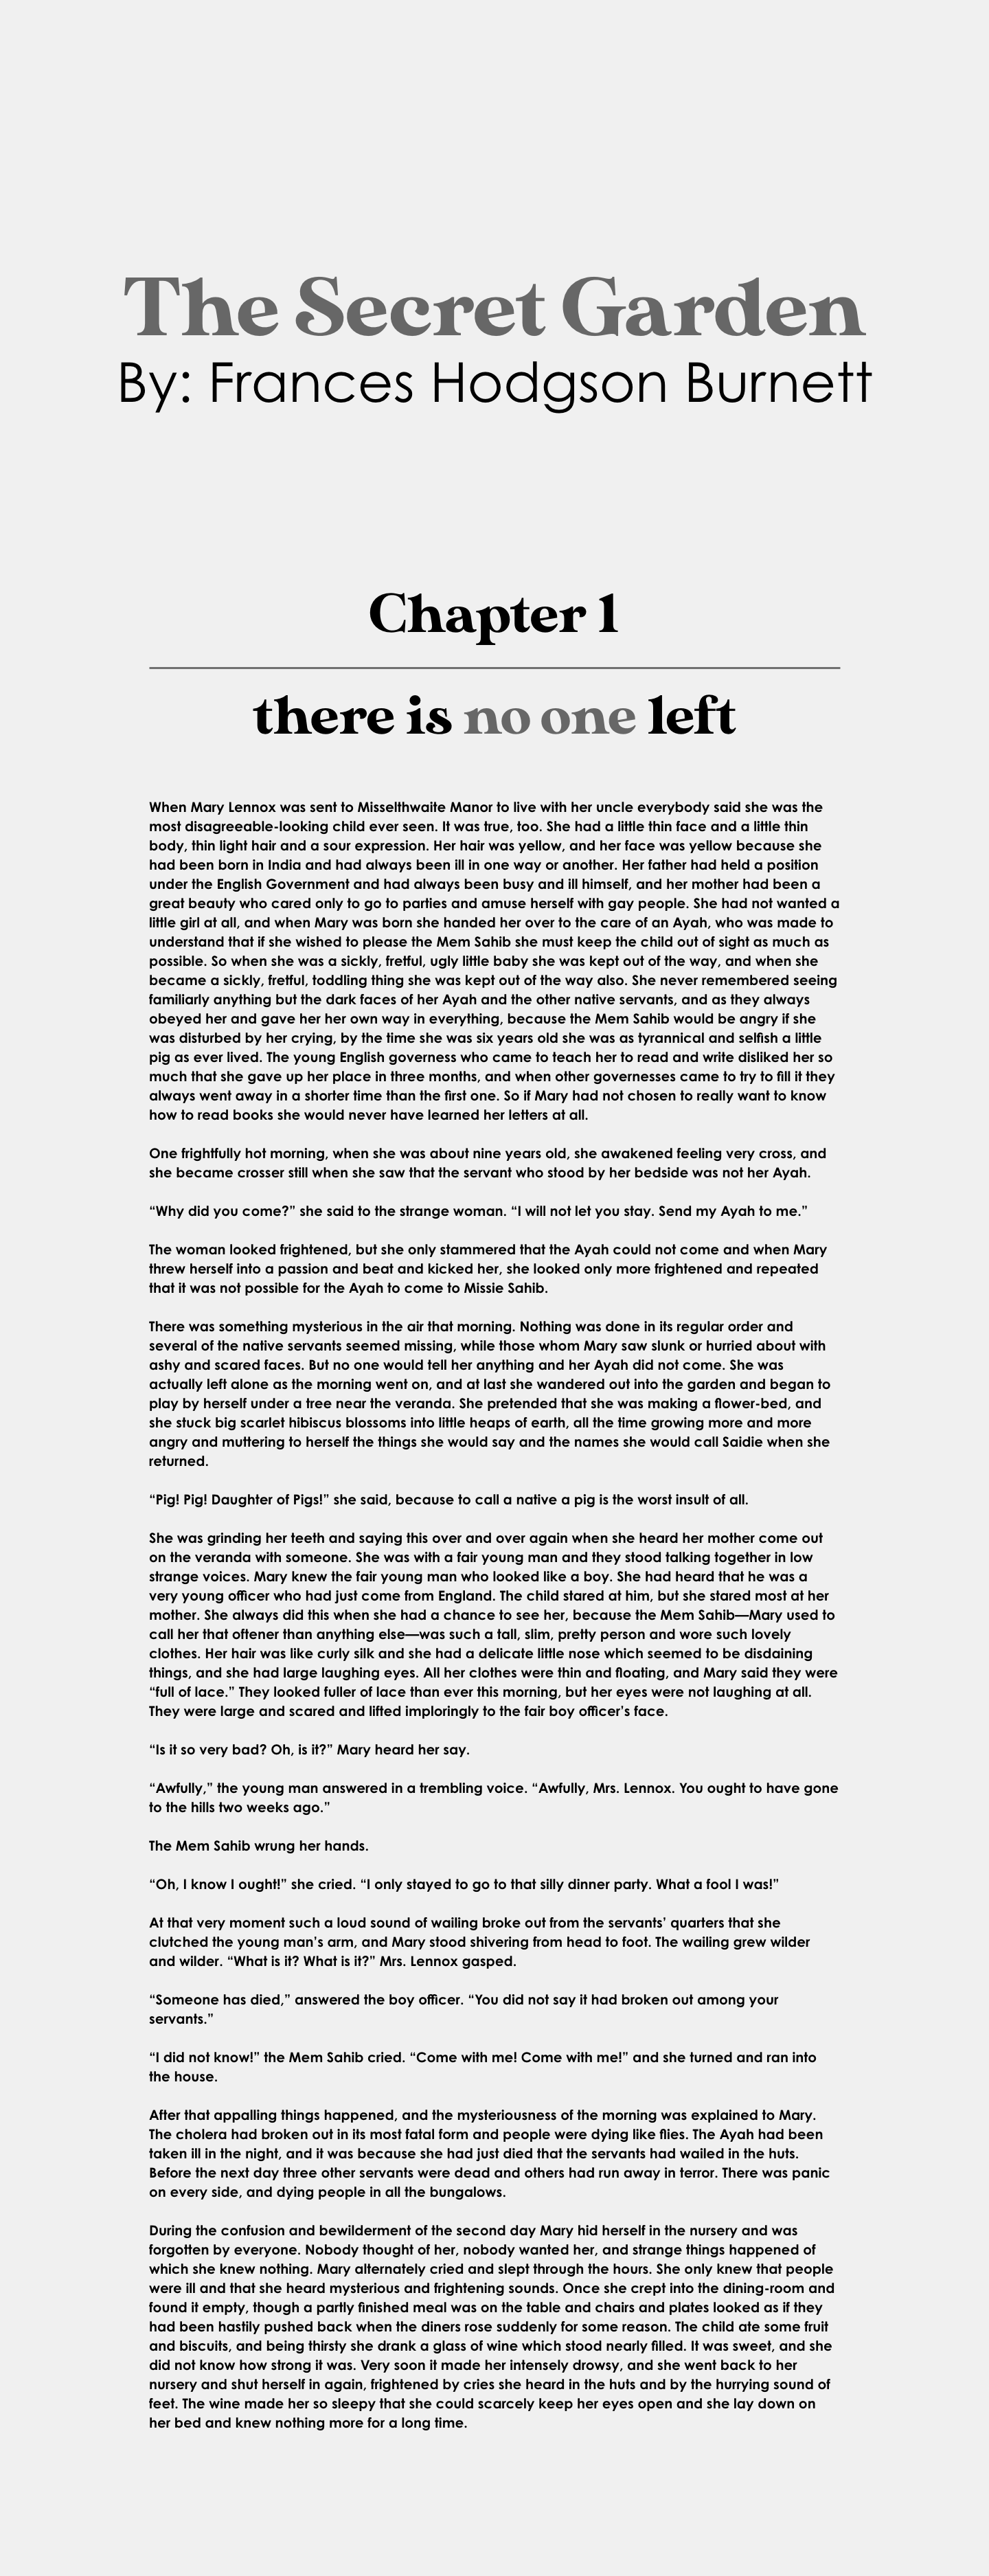 The Secret Garden
By: Frances Hodgson Burnett
Chapter 1
there is no one left
When Mary Lennox was sent to Misselthwaite Manor to live with her uncle everybody said she was the
most disagreeable-looking child ever seen. It was true, too. She had a little thin face and a little thin
body, thin light hair and a sour expression. Her hair was yellow, and her face was yellow because she
had been born in India and had always been ill in one way or another. Her father had held a position
under the English Government and had always been busy and ill himself, and her mother had been a
great beauty who cared only to go to parties and amuse herself with gay people. She had not wanted a
little girl at all, and when Mary was born she handed her over to the care of an Ayah, who was made to
understand that if she wished to please the Mem Sahib she must keep the child out of sight as much as
possible. So when she was a sickly, fretful, ugly little baby she was kept out of the way, and when she
became a sickly, fretful, toddling thing she was kept out of the way also. She never remembered seeing
familiarly anything but the dark faces of her Ayah and the other native servants, and as they always
obeyed her and gave her her own way in everything, because the Mem Sahib would be angry if she
was disturbed by her crying, by the time she was six years old she was as tyrannical and selfish a little
pig as ever lived. The young English governess who came to teach her to read and write disliked her so
much that she gave up her place in three months, and when other governesses came to try to fill it they
always went away in a shorter time than the first one. So if Mary had not chosen to really want to know
how to read books she would never have learned her letters at all.
One frightfully hot morning, when she was about nine years old, she awakened feeling very cross, and
she became crosser still when she saw that the servant who stood by her bedside was not her Ayah.
“Why did you come?” she said to the strange woman. “I will not let you stay. Send my Ayah to me.”
The woman looked frightened, but she only stammered that the Ayah could not come and when Mary
threw herself into a passion and beat and kicked her, she looked only more frightened and repeated
that it was not possible for the Ayah to come to Missie Sahib.
There was something mysterious in the air that morning. Nothing was done in its regular order and
several of the native servants seemed missing, while those whom Mary saw slunk or hurried about with
ashy and scared faces. But no one would tell her anything and her Ayah did not come. She was
actually left alone as the morning went on, and at last she wandered out into the garden and began to
play by herself under a tree near the veranda. She pretended that she was making a flower-bed, and
she stuck big scarlet hibiscus blossoms into little heaps of earth, all the time growing more and more
angry and muttering to herself the things she would say and the names she would call Saidie when she
returned.
“Pig! Pig! Daughter of Pigs!” she said, because to call a native a pig is the worst insult of all.
She was grinding her teeth and saying this over and over again when she heard her mother come out
on the veranda with someone. She was with a fair young man and they stood talking together in low
strange voices. Mary knew the fair young man who looked like a boy. She had heard that he was a
very young officer who had just come from England. The child stared at him, but she stared most at her
mother. She always did this when she had a chance to see her, because the Mem Sahib—Mary used to
call her that oftener than anything else—was such a tall, slim, pretty person and wore such lovely
clothes. Her hair was like curly silk and she had a delicate little nose which seemed to be disdaining
things, and she had large laughing eyes. All her clothes were thin and floating, and Mary said they were
“full of lace.” They looked fuller of lace than ever this morning, but her eyes were not laughing at all.
They were large and scared and lifted imploringly to the fair boy officer’s face.
“Is it so very bad? Oh, is it?” Mary heard her say.
“Awfully,” the young man answered in a trembling voice. “Awfully, Mrs. Lennox. You ought to have gone
to the hills two weeks ago.”
The Mem Sahib wrung her hands.
“Oh, I know I ought!” she cried. “I only stayed to go to that silly dinner party. What a fool I was!”
At that very moment such a loud sound of wailing broke out from the servants’ quarters that she
clutched the young man’s arm, and Mary stood shivering from head to foot. The wailing grew wilder
and wilder. “What is it? What is it?” Mrs. Lennox gasped.
“Someone has died,” answered the boy officer. “You did not say it had broken out among your
servants.”
“I did not know!” the Mem Sahib cried. “Come with me! Come with me!” and she turned and ran into
the house.
After that appalling things happened, and the mysteriousness of the morning was explained to Mary.
The cholera had broken out in its most fatal form and people were dying like flies. The Ayah had been
taken ill in the night, and it was because she had just died that the servants had wailed in the huts.
Before the next day three other servants were dead and others had run away in terror. There was panic
on every side, and dying people in all the bungalows.
During the confusion and bewilderment of the second day Mary hid herself in the nursery and was
forgotten by everyone. Nobody thought of her, nobody wanted her, and strange things happened of
which she knew nothing. Mary alternately cried and slept through the hours. She only knew that people
were ill and that she heard mysterious and frightening sounds. Once she crept into the dining-room and
found it empty, though a partly finished meal was on the table and chairs and plates looked as if they
had been hastily pushed back when the diners rose suddenly for some reason. The child ate some fruit
and biscuits, and being thirsty she drank a glass of wine which stood nearly filled. It was sweet, and she
did not know how strong it was. Very soon it made her intensely drowsy, and she went back to her
nursery and shut herself in again, frightened by cries she heard in the huts and by the hurrying sound of
feet. The wine made her so sleepy that she could scarcely keep her eyes open and she lay down on
her bed and knew nothing more for a long time.